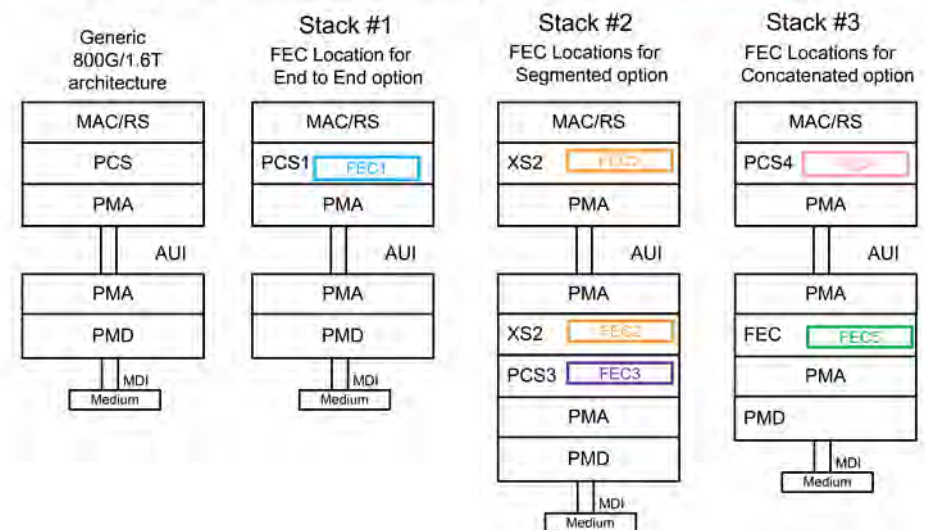 Generic
800G/1.6T
architecture
MAC/RS
PCS
PMA
AUI
PMA
PMD
MDI
Medium
Stack #1
FEC Location for
End to End option
MAC/RS
PCS1 FEC1
PMA
AUI
PMA
PMD
MDI
Medium
Stack #2
FEC Locations for
Segmented option
MAC/RS
XS2 FEC2
PMA
AUI
PMA
XS2 FEC2
PCS3 FEC3
PMA
PMD
MDI
Medium
Stack #3
FEC Locations for
Concatenated option
MAC/RS
PCS4
PMA
AUI
PMA
FEC FEC5
PMA
PMD
MDI
Medium